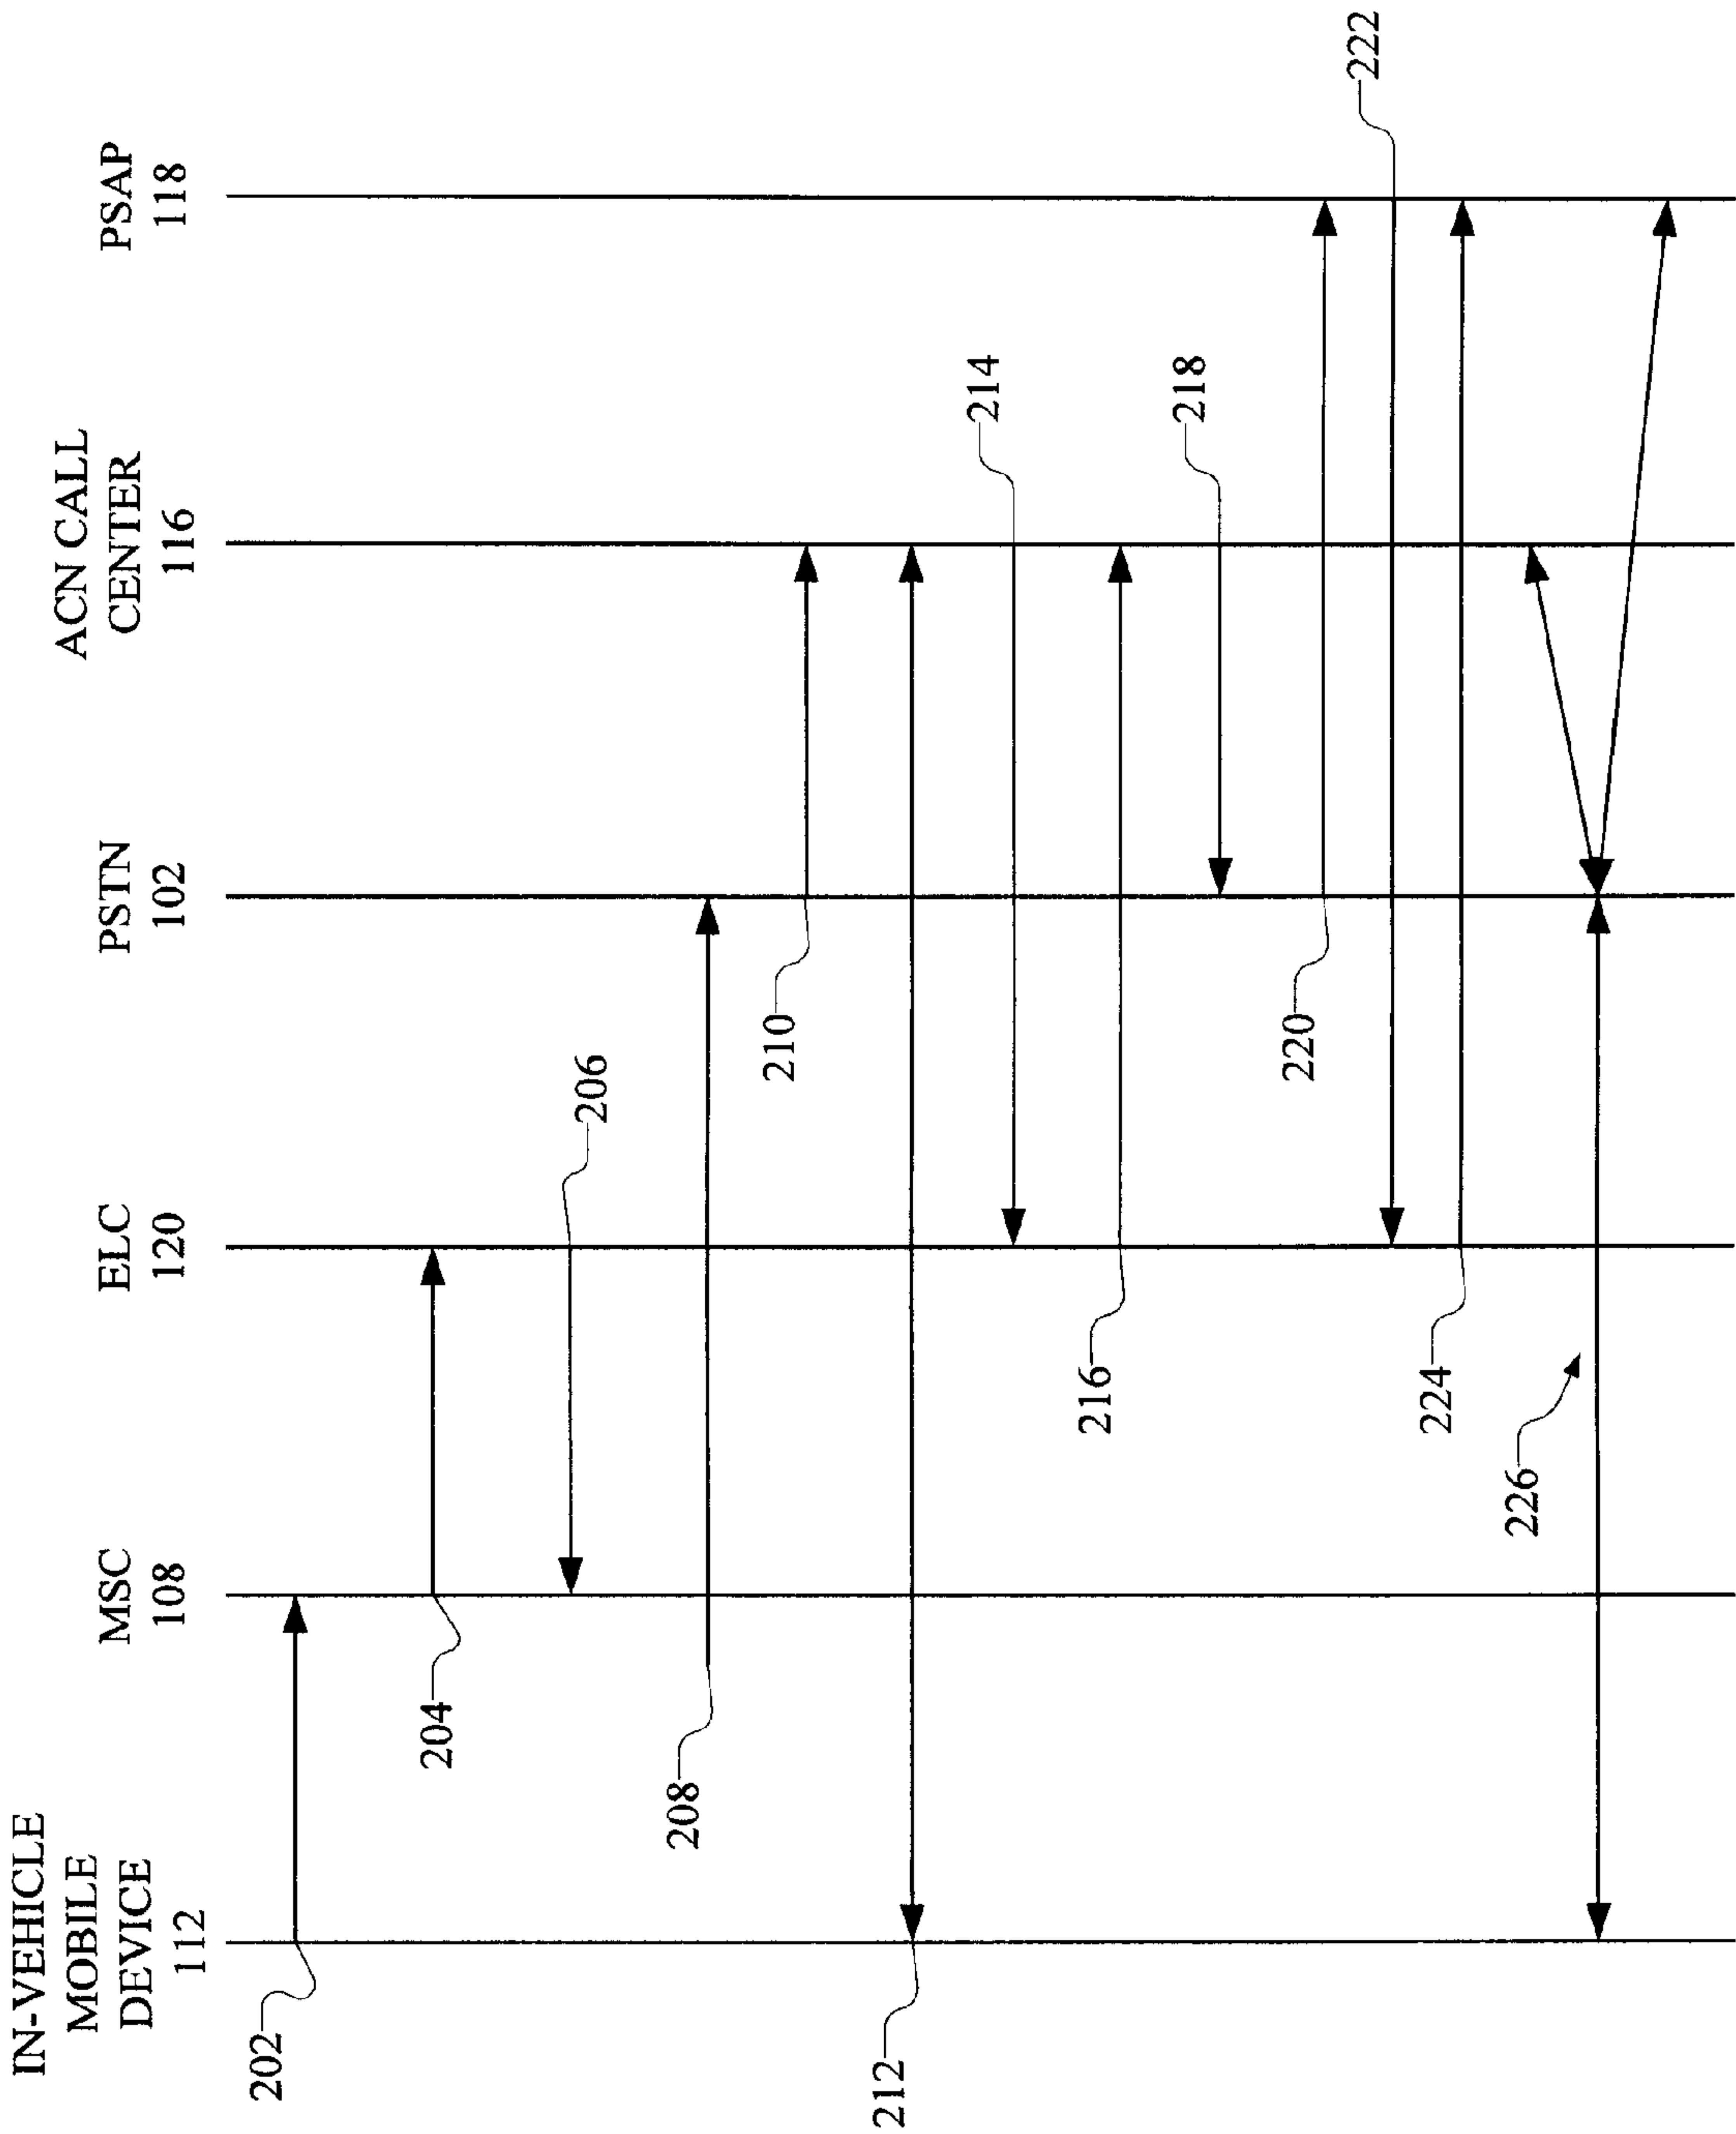 IN-VEHICLE
MOBILE
DEVICE
112
MSC
108
ELC
120
PSTN
102
ACN CALL
CENTER
116
PSAP
118
202
204
206
208
210
212
214
216
218
220
222
224
226